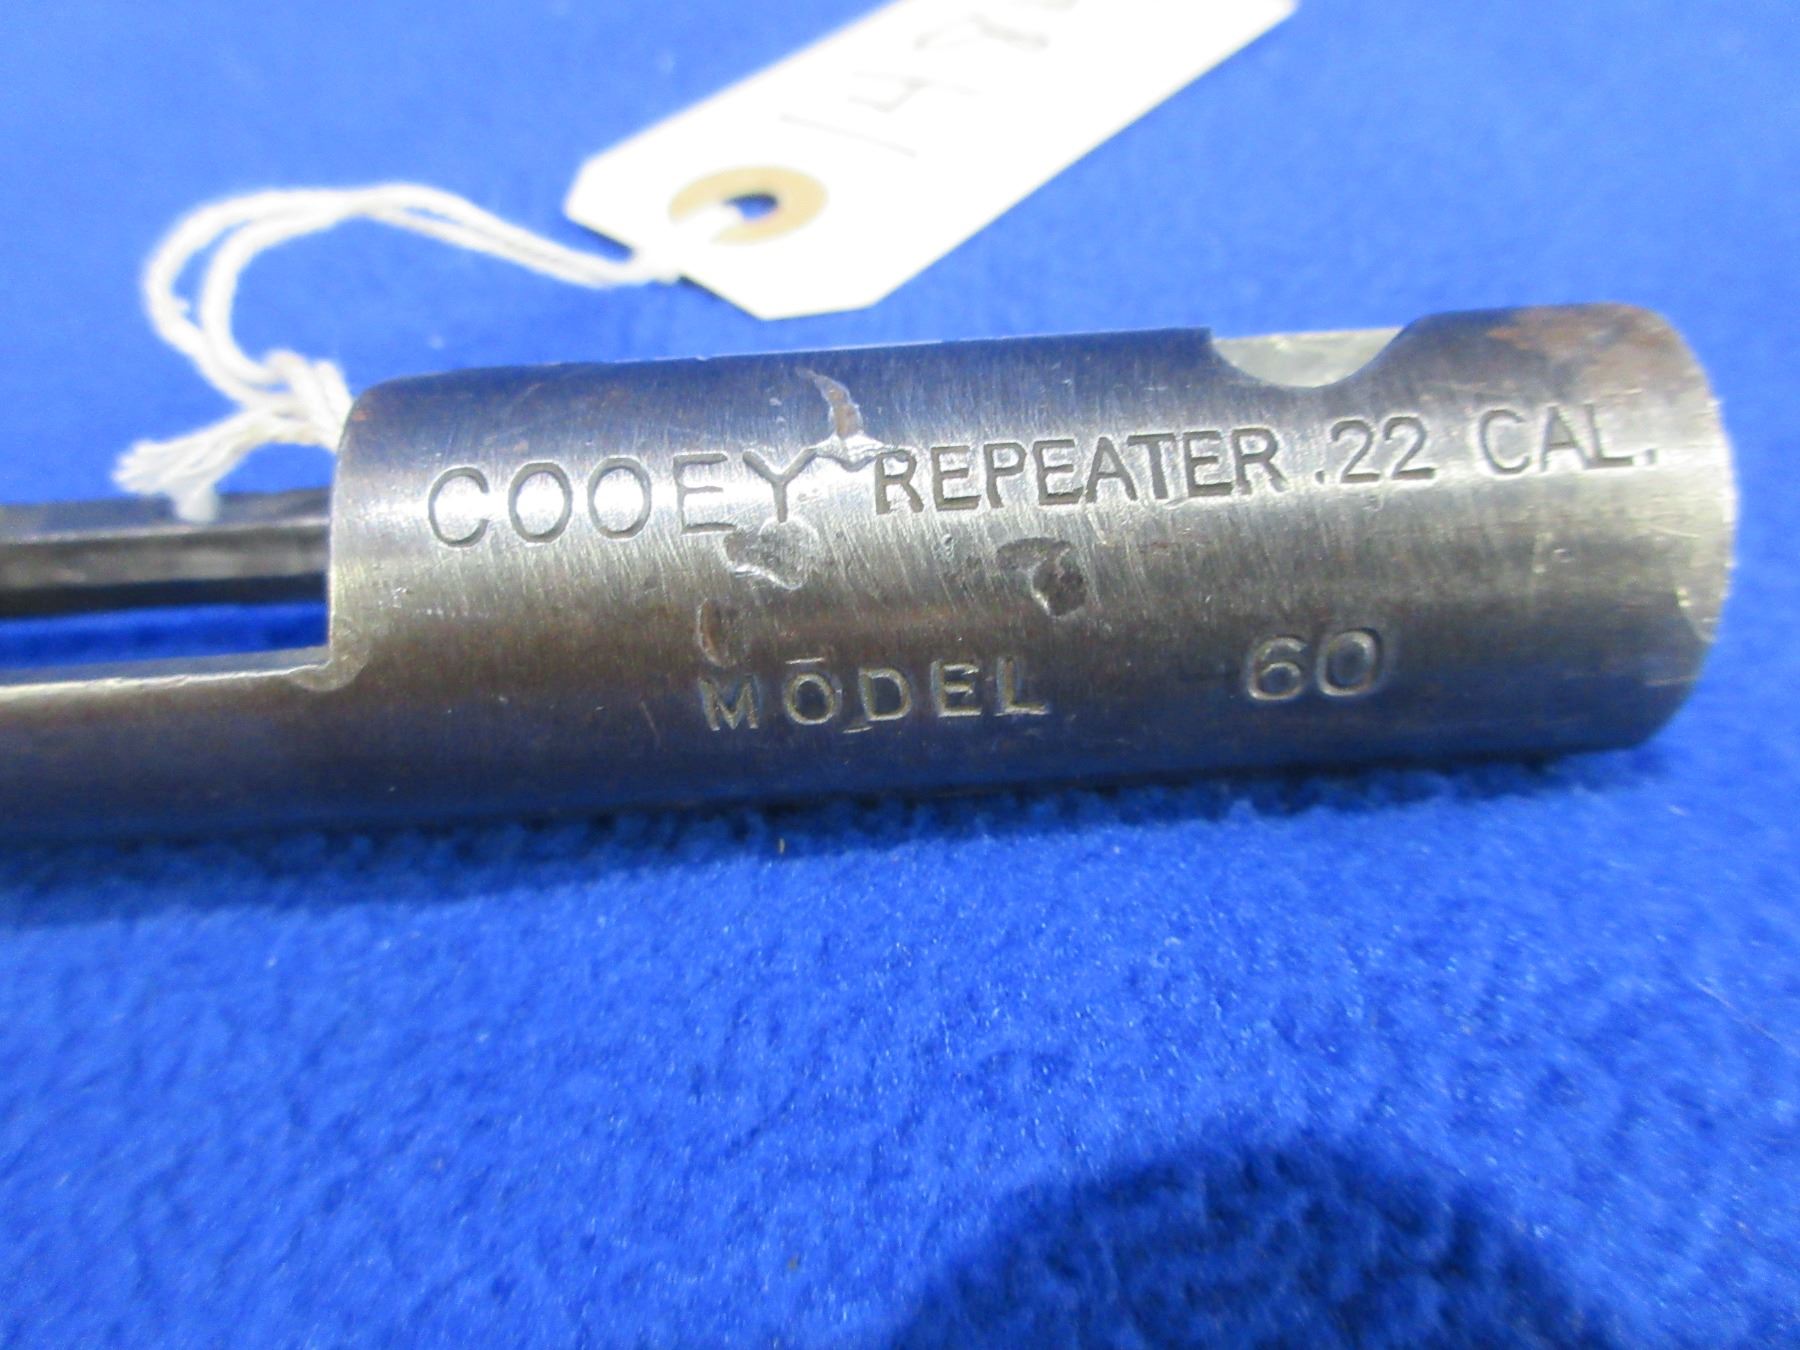 COOEY REPEATER .22 CAL.
MODEL 60